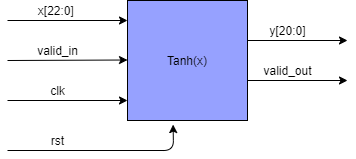 x[22:0]
valid_in
clk
rst
Tanh(x)
y[20:0]
valid_out